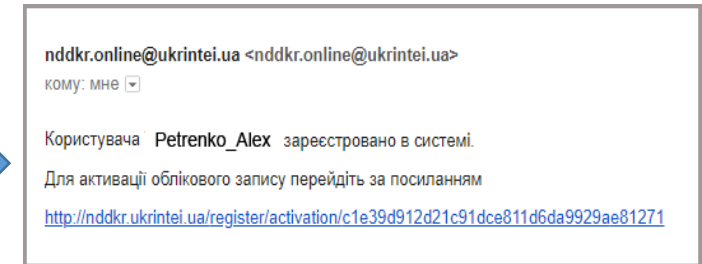 nddkr.online@ukrintei.ua <nddkr.online@ukrintei.ua>
кому: мне
Користувача Petrenko_Alex зареєстровано в системі.
Для активації облікового запису перейдіть за посиланням
http://nddkr.ukrintei.ua/register/activation/c1e39d912d21c91dce811d6da9929ae81271